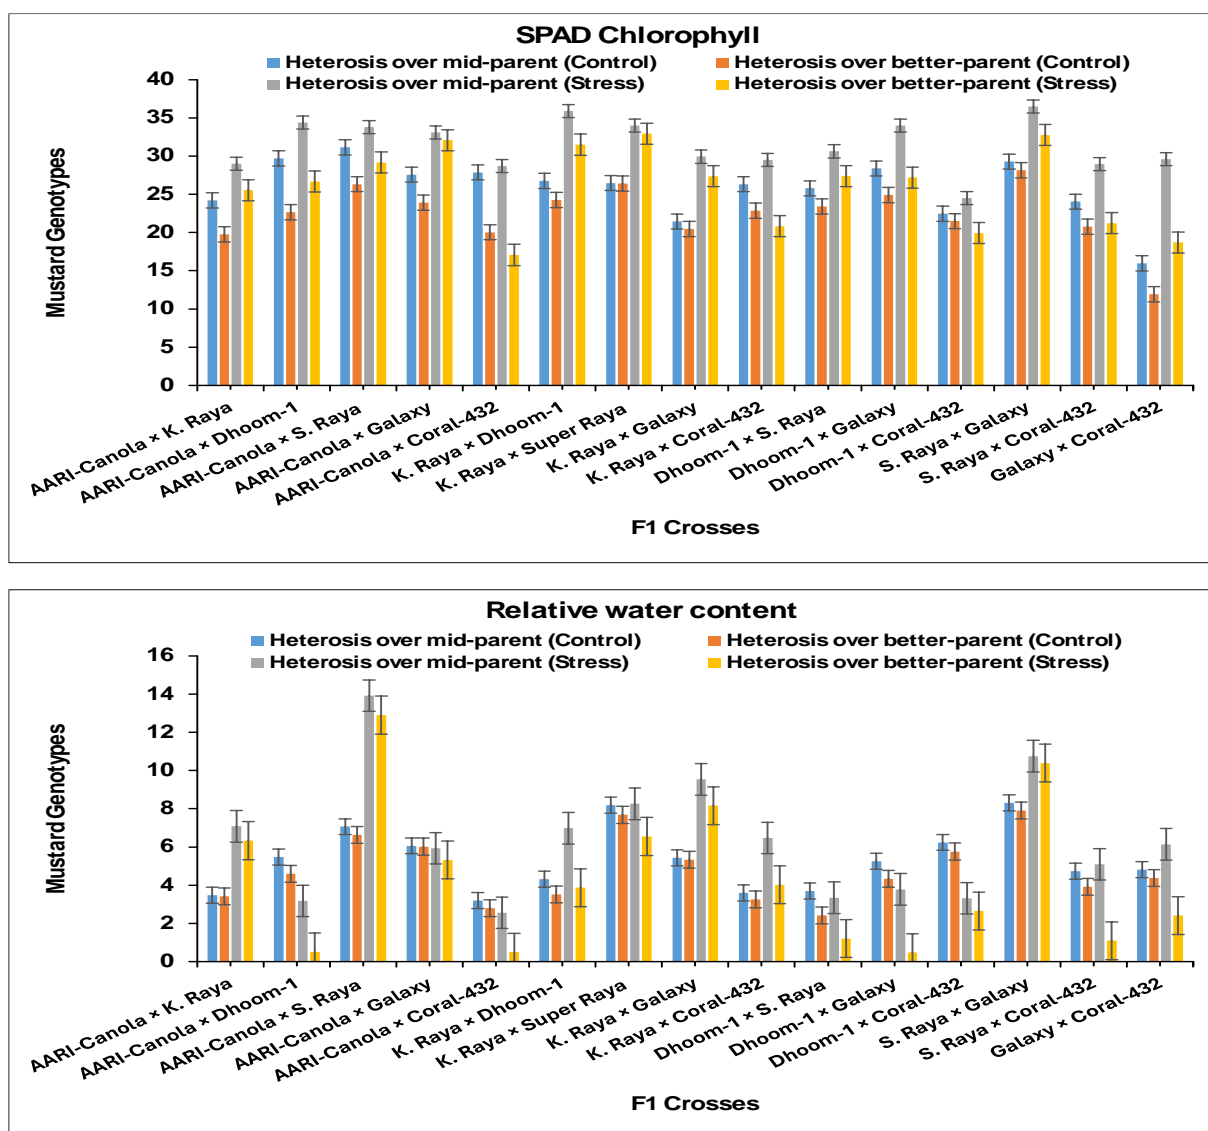 SPAD Chlorophyll
Heterosis over mid-parent (Control)
Heterosis over better-parent (Control)
Heterosis over mid-parent (Stress)
Heterosis over better-parent (Stress)
40
35
30
25
20
15
10
5
0
Mustard Genotypes
AARI-Canola × K. Raya
AARI-Canola × Dhoom-1
AARI-Canola × S. Raya
AARI-Canola × Galaxy
AARI-Canola × Coral-432
K. Raya × Dhoom-1
K. Raya × Super Raya
K. Raya × Galaxy
K. Raya × Coral-432
Dhoom-1 × S. Raya
Dhoom-1 × Galaxy
Dhoom-1 × Coral-432
S. Raya × Galaxy
S. Raya × Coral-432
Galaxy × Coral-432
F1 Crosses
Relative water content
Heterosis over mid-parent (Control)
Heterosis over better-parent (Control)
Heterosis over mid-parent (Stress)
Heterosis over better-parent (Stress)
16
14
12
10
8
6
4
2
0
Mustard Genotypes
AARI-Canola × K. Raya
AARI-Canola × Dhoom-1
AARI-Canola × S. Raya
AARI-Canola × Galaxy
AARI-Canola × Coral-432
K. Raya × Dhoom-1
K. Raya × Super Raya
K. Raya × Galaxy
K. Raya × Coral-432
Dhoom-1 × S. Raya
Dhoom-1 × Galaxy
Dhoom-1 × Coral-432
S. Raya × Galaxy
S. Raya × Coral-432
Galaxy × Coral-432
F1 Crosses